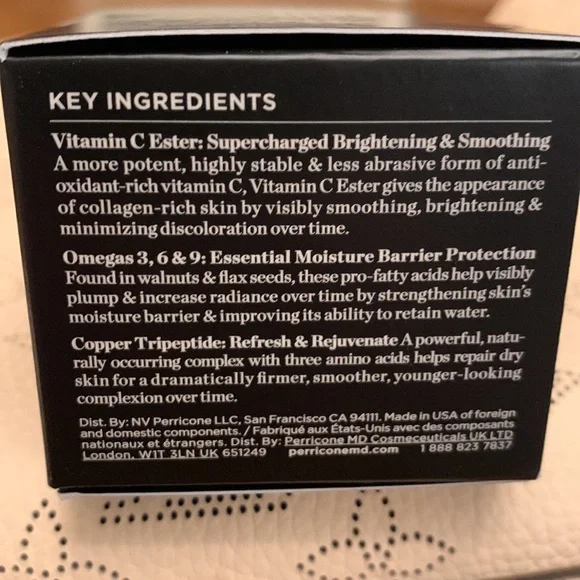 KEY INGREDIENTS
Vitamin C Ester: Supercharged Brightening & Smoothing
A more potent, highly stable & less abrasive form of anti-
oxidant-rich vitamin C, Vitamin C Ester gives the appearance
of collagen-rich skin by visibly smoothing, brightening &
minimizing discoloration over time.
Omegas 3, 6 & 9: Essential Moisture Barrier Protection
Found in walnuts & flax seeds, these pro-fatty acids help visibly
plump & increase radiance over time by strengthening skin's
moisture barrier & improving its ability to retain water.
Copper Tripeptide: Refresh & Rejuvenate A powerful, natu-
rally occurring complex with three amino acids helps repair dry
skin for a dramatically firmer, smoother, younger-looking
complexion over time.
Dist. By: NV Perricone LLC, San Francisco CA 94111. Made in USA of foreign
and domestic components. / Fabriqué aux États-Unis avec des composants
nationaux et étrangers. Dist. By: Perricone MD Cosmeceuticals UK LTD
London, W1T 3LN UK 651249 perriconemd.com 1 888 823 7837